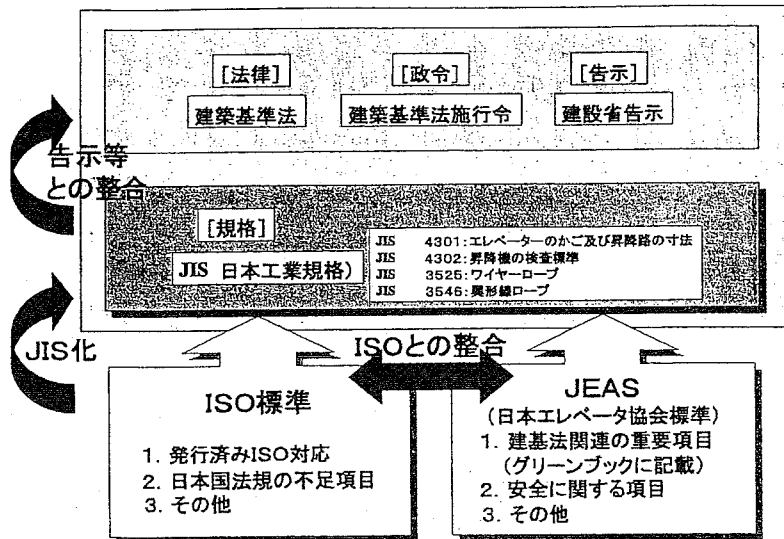 [法律]
[政令]
[告示]
建築基準法
建築基準法施行令
建設省告示
告示等
との整合
[規格]
JIS 日本工業規格)
JIS 4301:エレベーターのかご及び昇降路の寸法
JIS 4302:昇降機の検査標準
JIS 3525:ワイヤーロープ
JIS 3546:異形線ロープ
JIS化
ISOとの整合
ISO標準
1. 発行済みISO対応
2. 日本国法規の不足項目
3. その他
JEAS
(日本エレベータ協会標準)
1. 建基法関連の重要項目
(グリーンブックに記載)
2. 安全に関する項目
3. その他